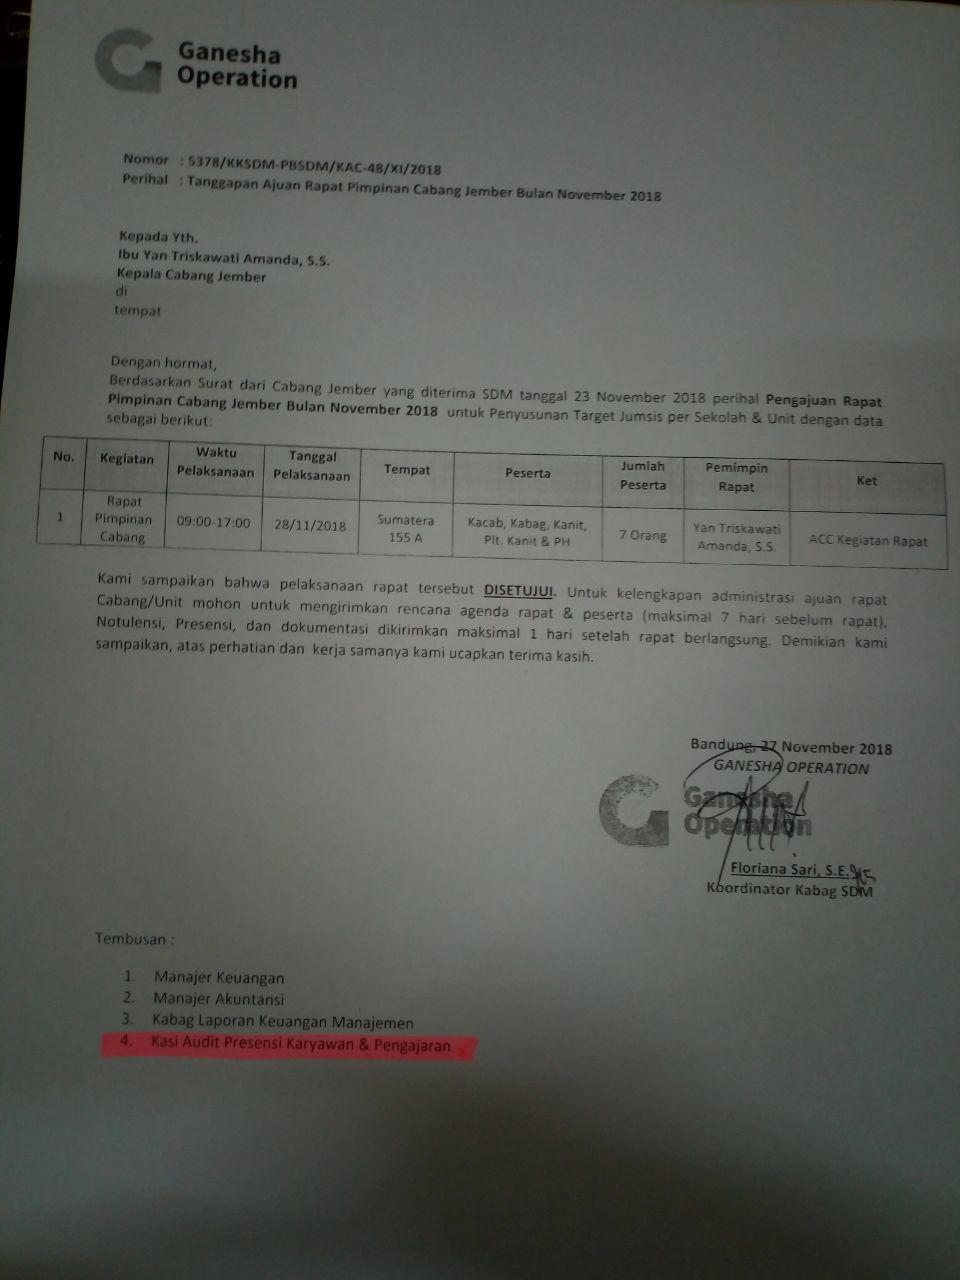 Ganesha
Operation
Nomor : 5378/KKSDM-PBSDM/KAC-48/XI/2018
Perihal : Tanggapan Ajuan Rapat Pimpinan Cabang Jember Bulan November 2018
Kepada Yth.
Ibu Yan Triskawati Amanda, S.S.
Kepala Cabang Jember
di
tempat
Dengan hormat,
Berdasarkan Surat dari Cabang Jember yang diterima SDM tanggal 23 November 2018 perihal Pengajuan Rapat
Pimpinan Cabang Jember Bulan November 2018 untuk Penyusunan Target Jumsis per Sekolah & Unit dengan data
sebagai berikut:
No. Kegiatan Waktu Pelaksanaan Tanggal Pelaksanaan Tempat Peserta Jumlah Peserta Pemimpin Rapat Ket
1 Rapat Pimpinan Cabang 09:00-17:00 28/11/2018 Sumatera 155 A Kacab, Kabag, Kanit, Plt. Kanit & PH 7 Orang Yan Triskawati Amanda, S.S. ACC Kegiatan Rapat
Kami sampaikan bahwa pelaksanaan rapat tersebut DISETUJUI. Untuk kelengkapan administrasi ajuan rapat
Cabang/Unit mohon untuk mengirimkan rencana agenda rapat & peserta (maksimal 7 hari sebelum rapat),
Notulensi, Presensi, dan dokumentasi dikirimkan maksimal 1 hari setelah rapat berlangsung. Demikian kami
sampaikan, atas perhatian dan kerja samanya kami ucapkan terima kasih.
Bandung, 27 November 2018
GANESHA OPERATION
Ganesha
Operation
Floriana Sari, S.E.
Koordinator Kabag SDM
Tembusan :
1. Manajer Keuangan
2. Manajer Akuntansi
3. Kabag Laporan Keuangan Manajemen
4. Kasi Audit Presensi Karyawan & Pengajaran